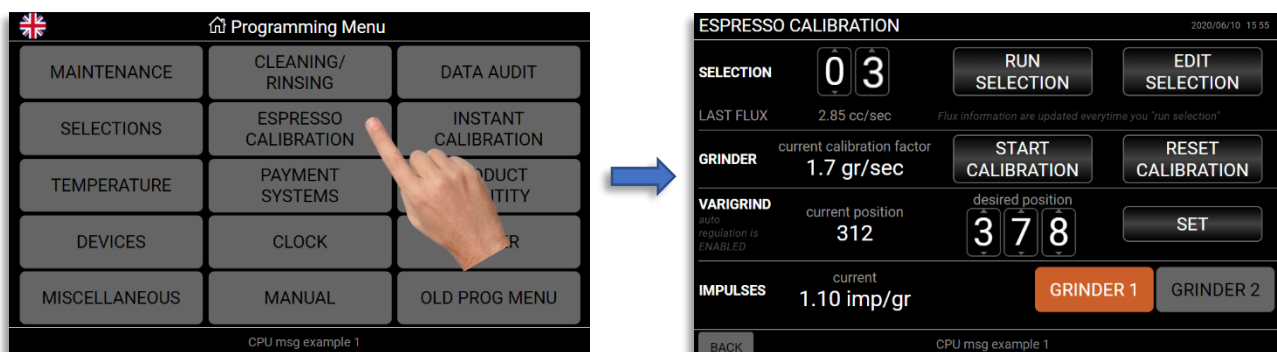 Programming Menu
MAINTENANCE
CLEANING/
RINSING
DATA AUDIT
SELECTIONS
ESPRESSO
CALIBRATION
INSTANT
CALIBRATION
TEMPERATURE
PAYMENT
SYSTEMS
DEVICES
CLOCK
MISCELLANEOUS
MANUAL
OLD PROG MENU
CPU msg example 1
ESPRESSO CALIBRATION
2020/06/10 15 55
SELECTION
0 3
RUN
SELECTION
EDIT
SELECTION
LAST FLUX
2.85 cc/sec
Flux information are updated everytime you "run selection"
GRINDER
current calibration factor
1.7 gr/sec
START
CALIBRATION
RESET
CALIBRATION
VARIGRIND
auto
regulation is
ENABLED
current position
312
desired position
3 7 8
SET
IMPULSES
current
1.10 imp/gr
GRINDER 1
GRINDER 2
BACK
CPU msg example 1